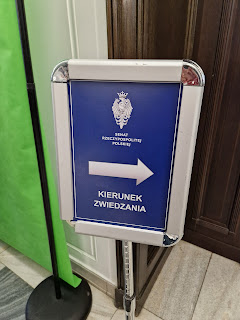 SENAT
RZECZYPOSPOLITEJ
POLSKIEJ
KIERUNEK
ZWIEDZANIA